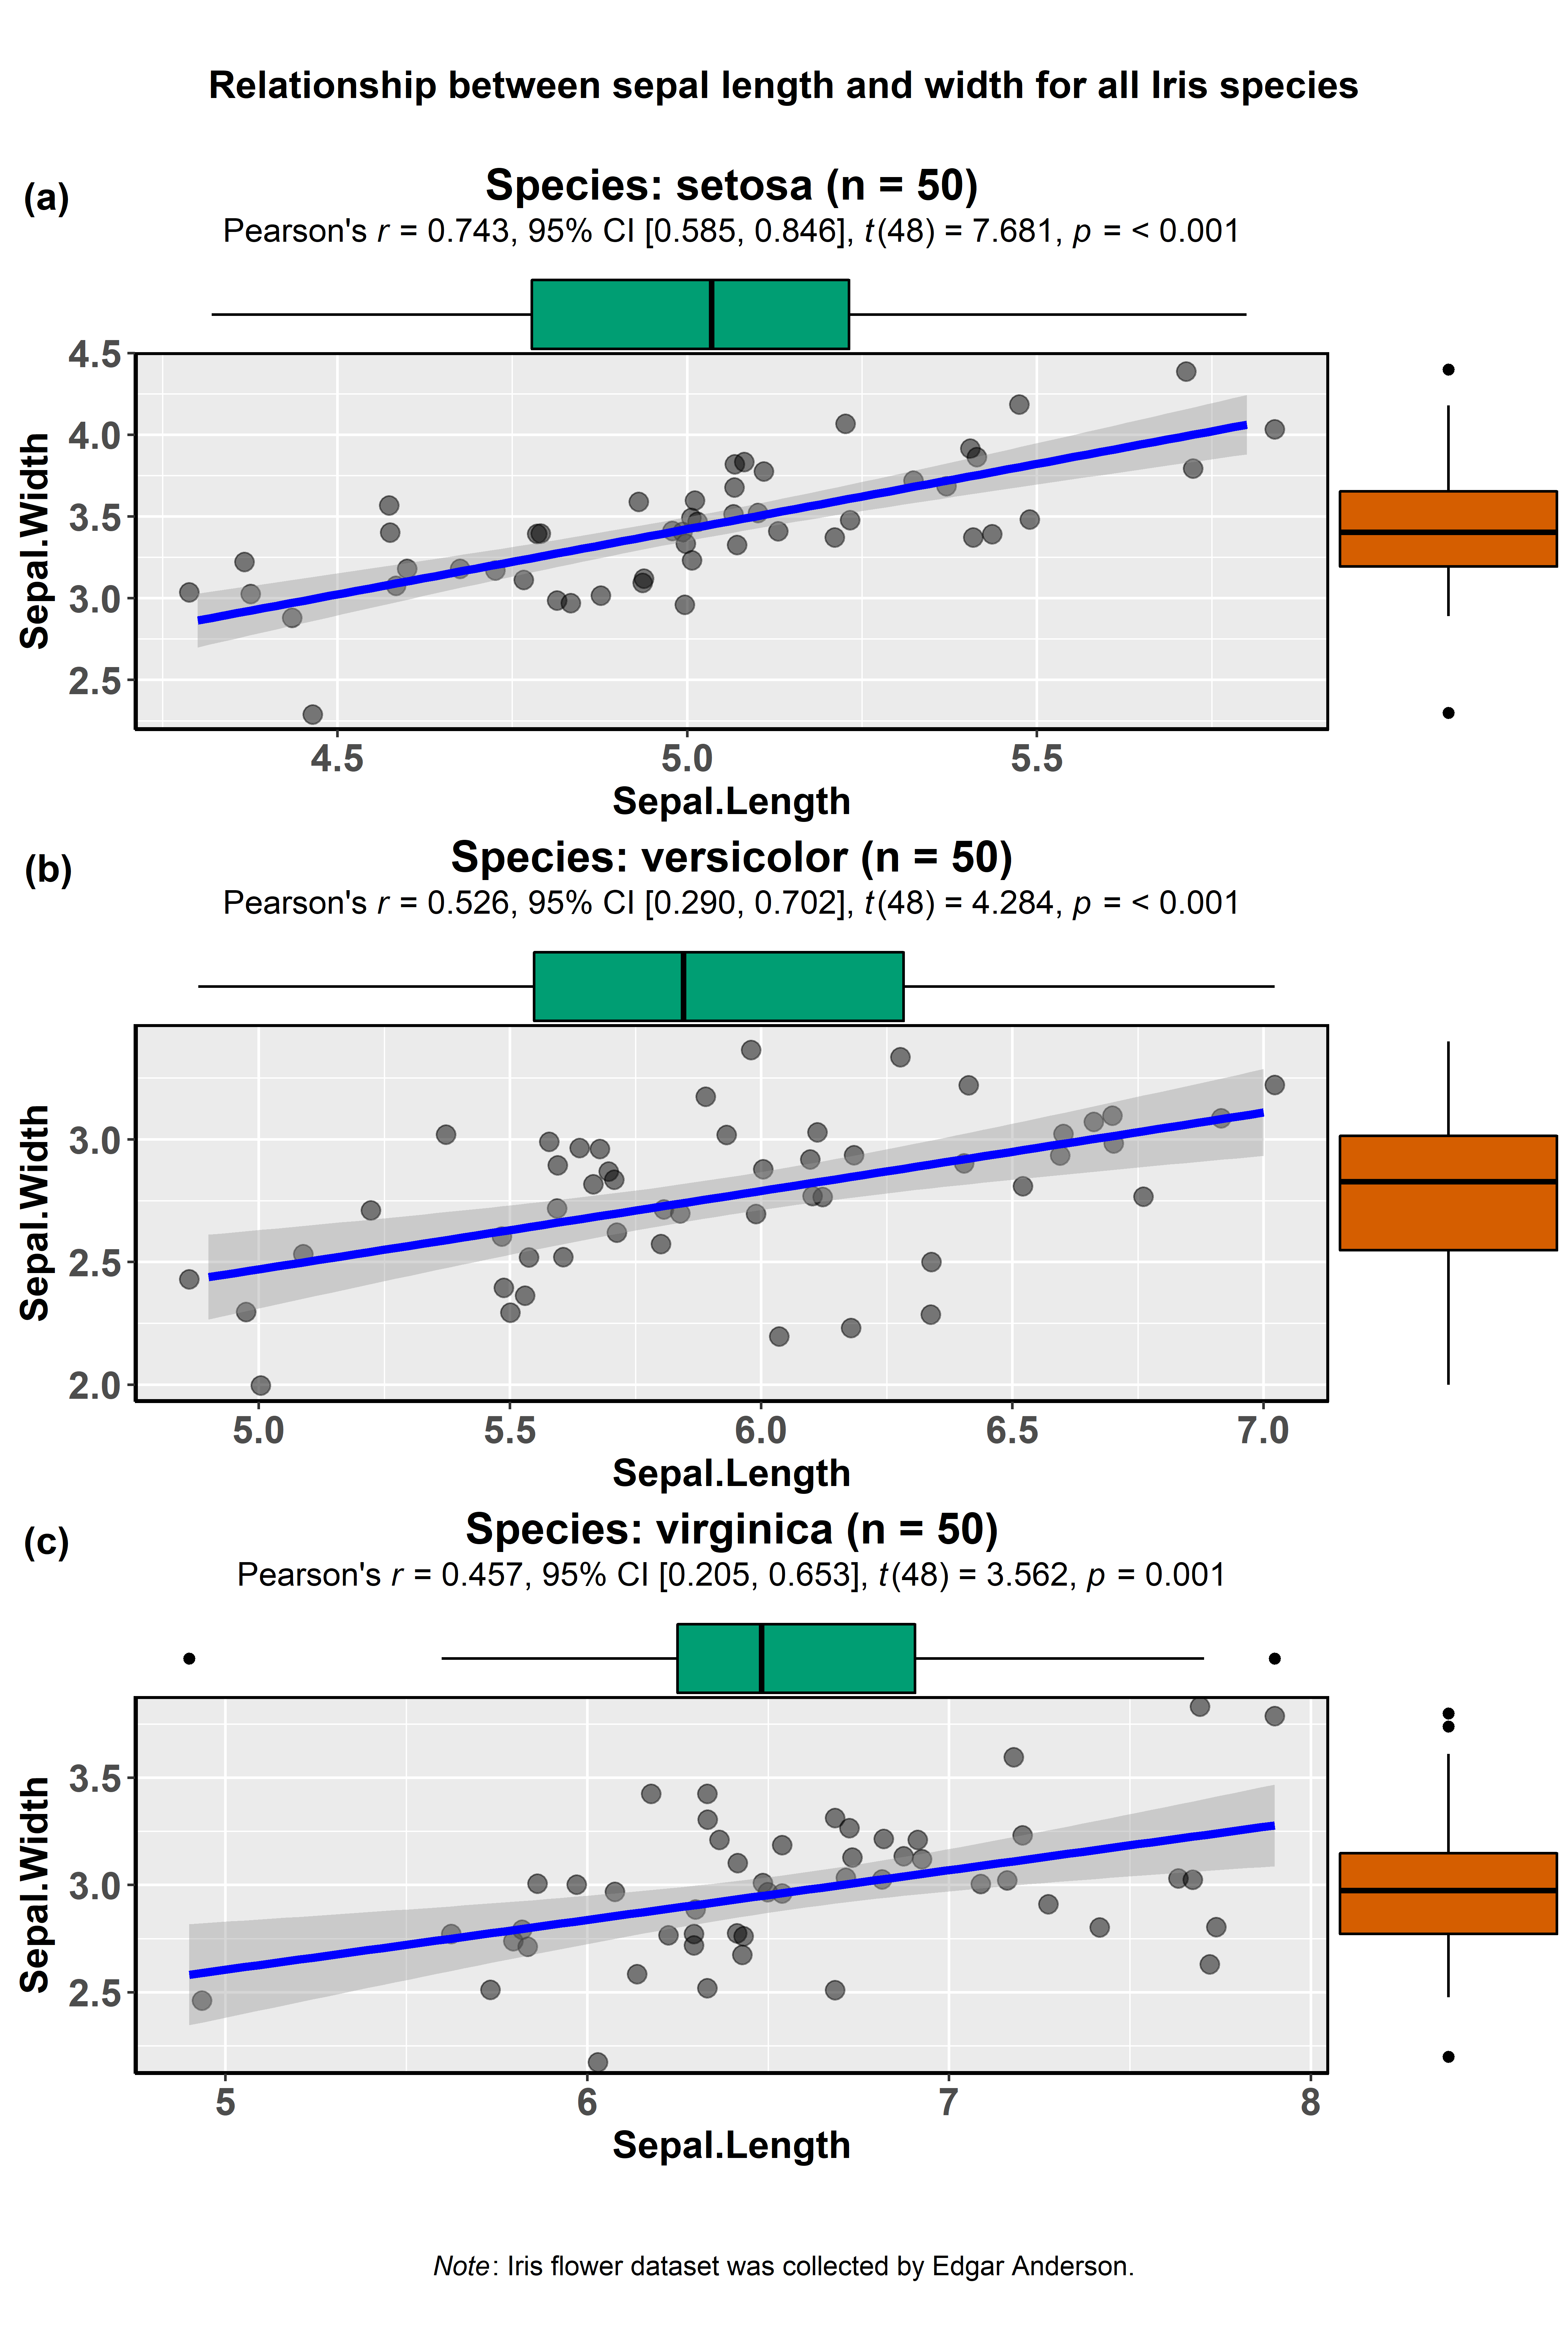 Relationship between sepal length and width for all Iris species
(a)
Species: setosa (n = 50)
Pearson's r = 0.743, 95% CI [0.585, 0.846], t(48) = 7.681, p = < 0.001
4.5
4.0
3.5
3.0
2.5
Sepal.Width
4.5 5.0 5.5
Sepal.Length
(b)
Species: versicolor (n = 50)
Pearson's r = 0.526, 95% CI [0.290, 0.702], t(48) = 4.284, p = < 0.001
3.0
2.5
2.0
Sepal.Width
5.0 5.5 6.0 6.5 7.0
Sepal.Length
(c)
Species: virginica (n = 50)
Pearson's r = 0.457, 95% CI [0.205, 0.653], t(48) = 3.562, p = 0.001
3.5
3.0
2.5
Sepal.Width
5 6 7 8
Sepal.Length
Note: Iris flower dataset was collected by Edgar Anderson.